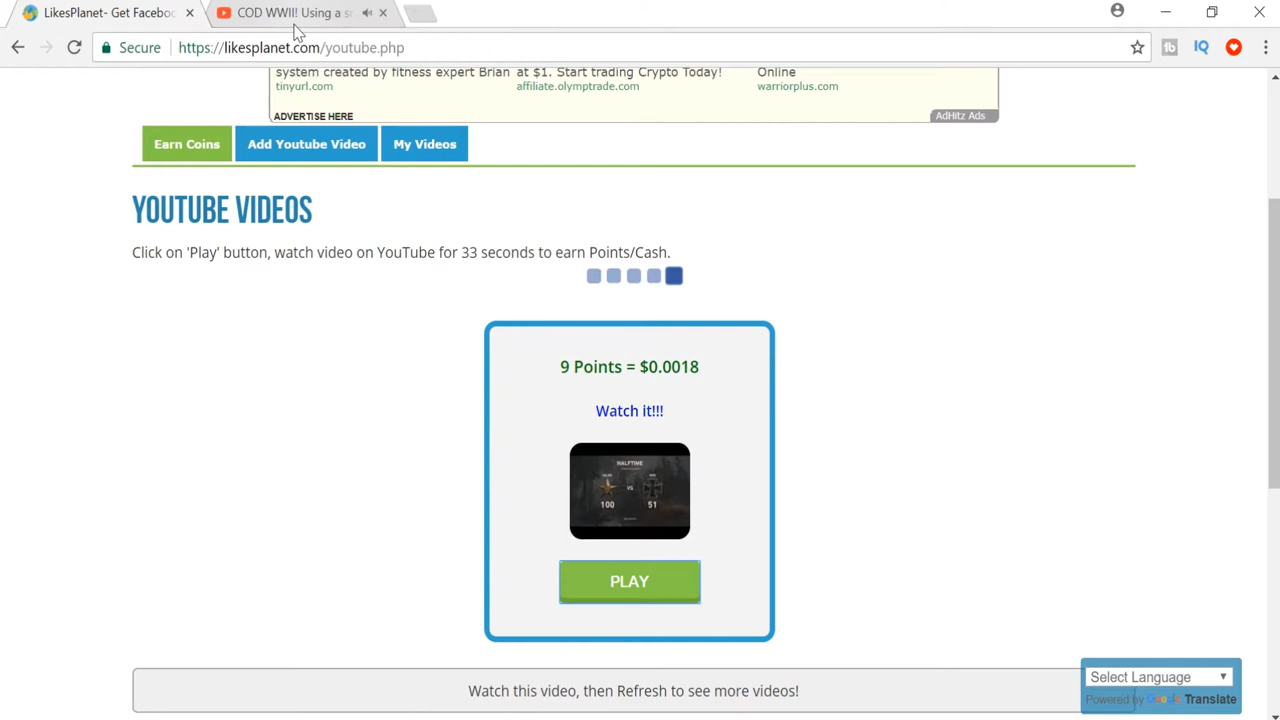 LikesPlanet- Get Faceboo
COD WWII! Using a s
Secure
https://likesplanet.com/youtube.php
system created by fitness expert Brian
tinyurl.com
at $1. Start trading Crypto Today!
affiliate.olymptrade.com
Online
warriorplus.com
ADVERTISE HERE
AdHitz Ads
Earn Coins
Add Youtube Video
My Videos
YOUTUBE VIDEOS
Click on 'Play' button, watch video on YouTube for 33 seconds to earn Points/Cash.
9 Points = $0.0018
Watch it!!!
HALFTIME
VS
100
51
PLAY
Watch this video, then Refresh to see more videos!
Select Language
Powered by Google Translate